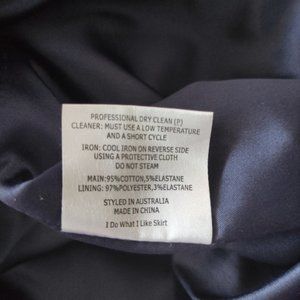 PROFESSIONAL DRY CLEAN (P)
CLEANER: MUST USE A LOW TEMPERATURE
AND A SHORT CYCLE
IRON: COOL IRON ON REVERSE SIDE
USING A PROTECTIVE CLOTH
DO NOT STEAM
MAIN:95%COTTON,5%ELASTANE
LINING: 97%POLYESTER,3%ELASTANE
STYLED IN AUSTRALIA
MADE IN CHINA
I Do What I Like Skirt